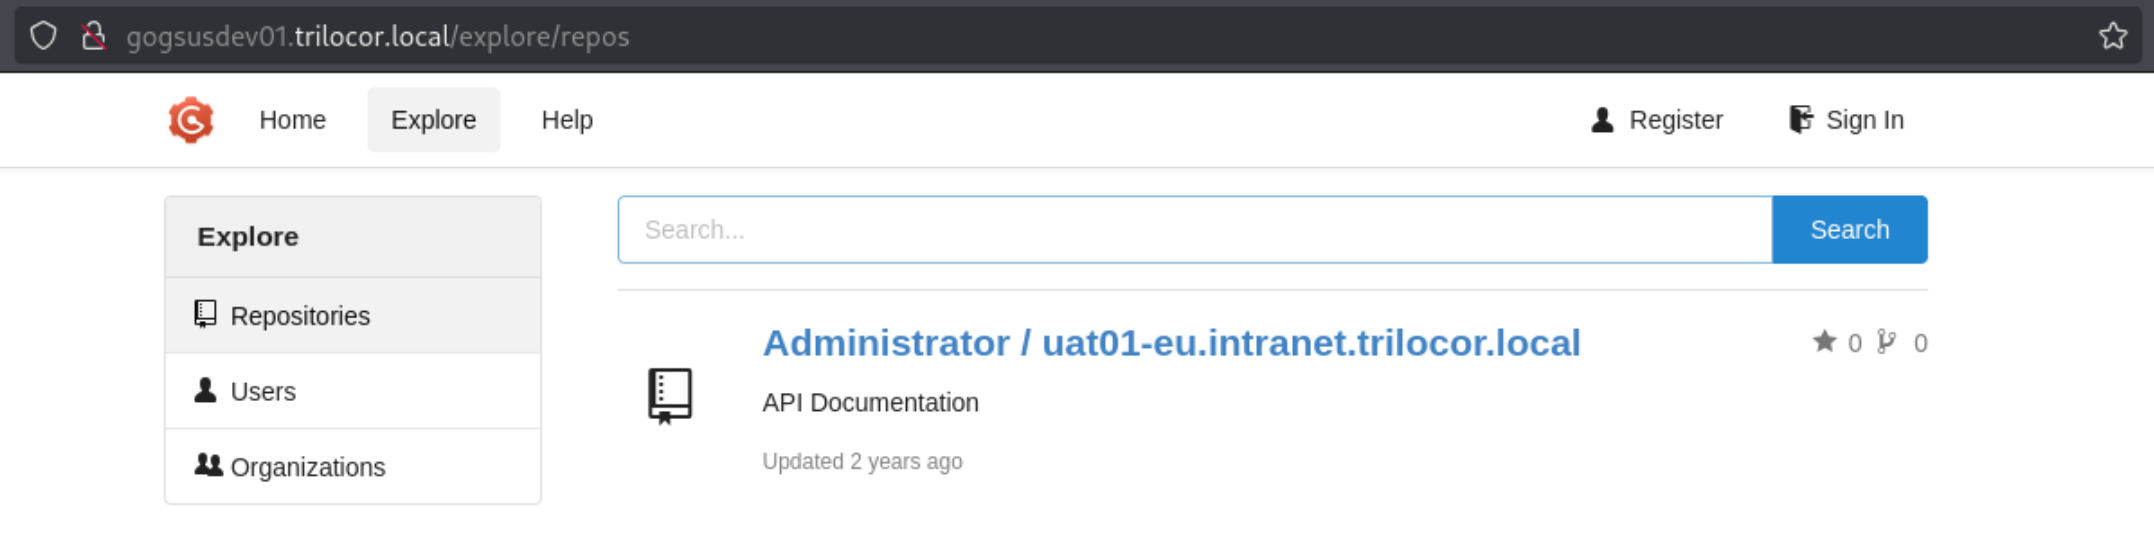 gogsusdev01.trilocor.local/explore/repos
Home Explore Help Register Sign In
Explore
Repositories
Users
Organizations
Search... Search
Administrator / uat01-eu.intranet.trilocor.local 0 0
API Documentation
Updated 2 years ago